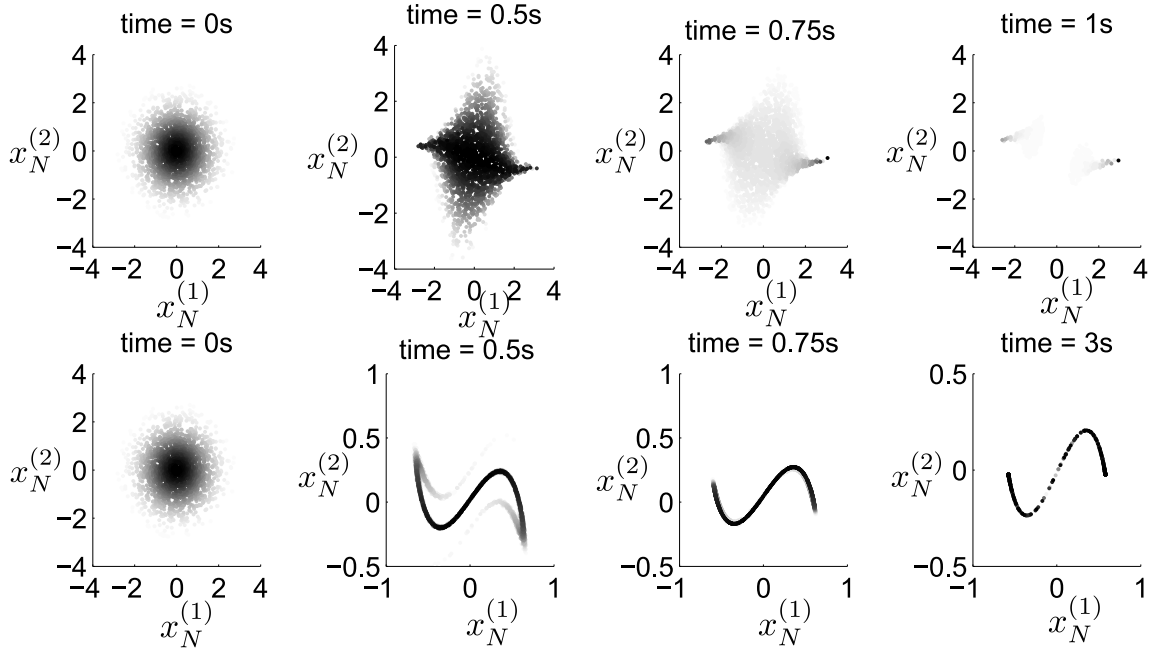 time = 0s
4
2
0
−2
−4
x_N^{(2)}
−4 −2 0 2 4
x_N^{(1)}
time = 0.5s
4
2
0
−2
−4
x_N^{(2)}
−4 −2 0 2 4
x_N^{(1)}
time = 0.75s
4
2
0
−2
−4
x_N^{(2)}
−4 −2 0 2 4
x_N^{(1)}
time = 1s
4
2
0
−2
−4
x_N^{(2)}
−4 −2 0 2 4
x_N^{(1)}
time = 0s
4
2
0
−2
−4
x_N^{(2)}
−4 −2 0 2 4
x_N^{(1)}
time = 0.5s
1
0.5
0
−0.5
x_N^{(2)}
−1 0 1
x_N^{(1)}
time = 0.75s
1
0.5
0
−0.5
x_N^{(2)}
−1 0 1
x_N^{(1)}
time = 3s
0.5
0
−0.5
x_N^{(2)}
−1 0 1
x_N^{(1)}